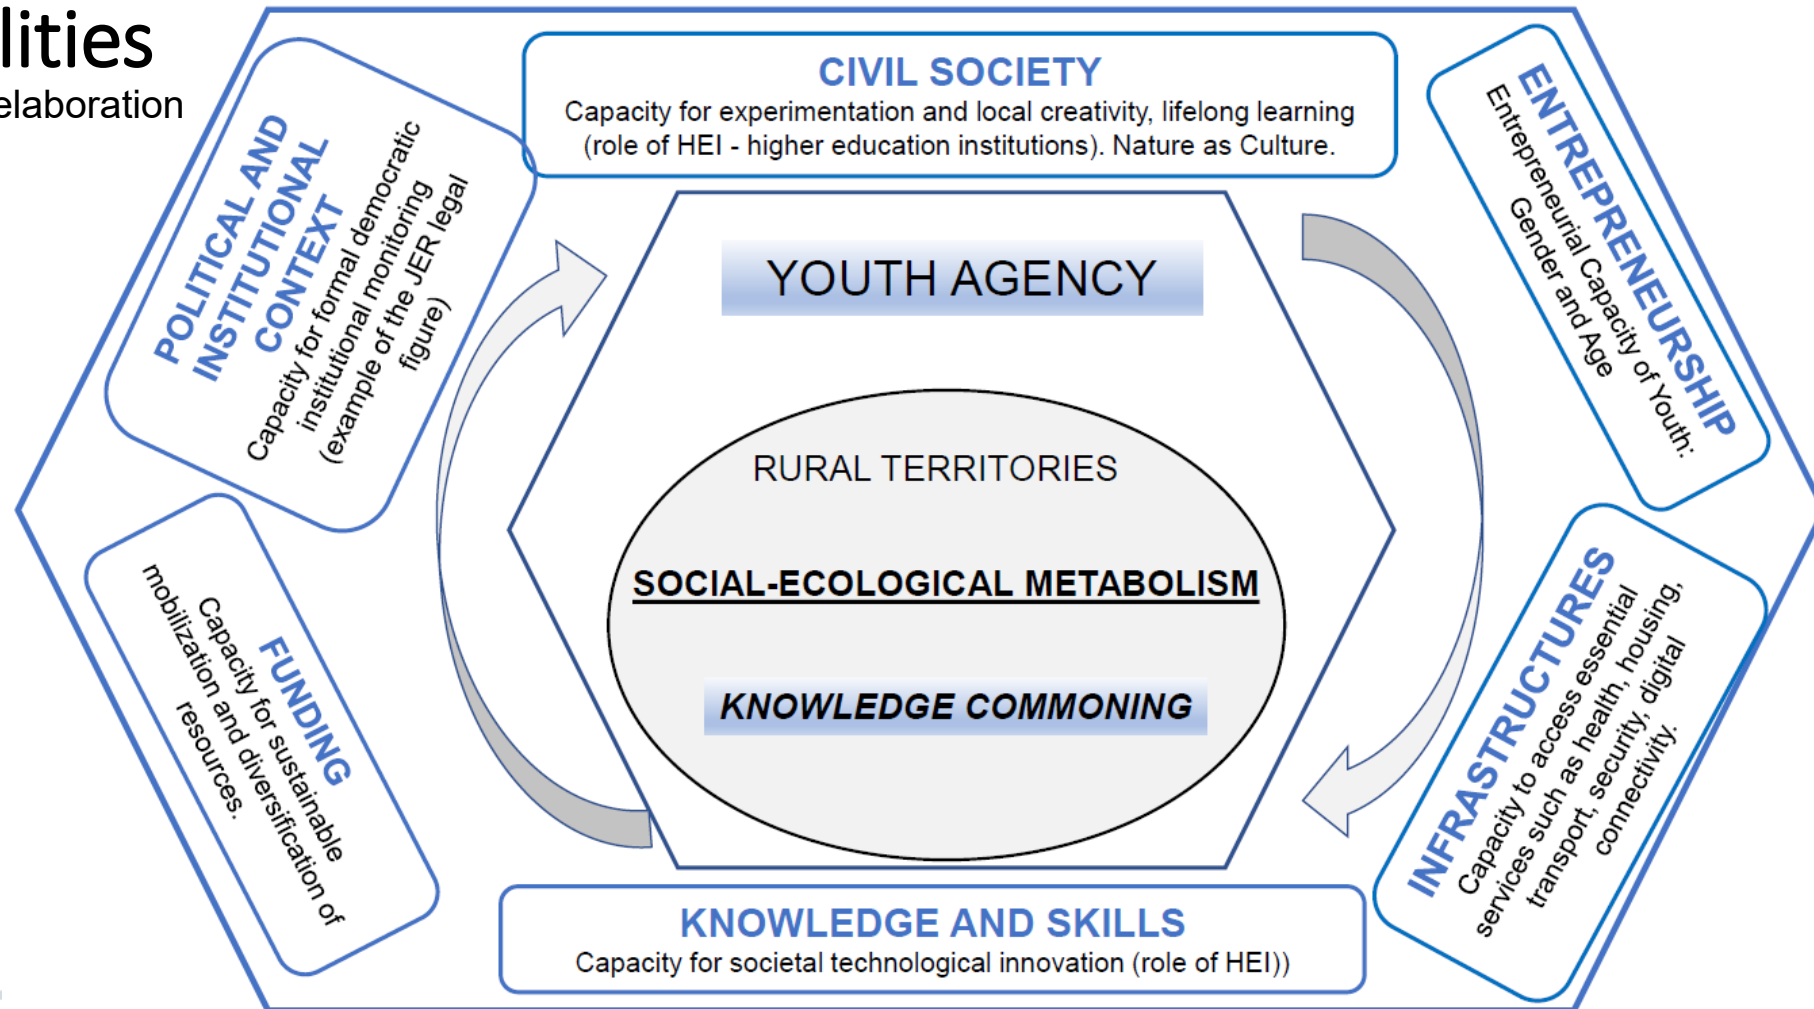 lities
elaboration
CIVIL SOCIETY
Capacity for experimentation and local creativity, lifelong learning
(role of HEI - higher education institutions). Nature as Culture.
POLITICAL AND
INSTITUTIONAL
CONTEXT
Capacity for formal democratic
institutional monitoring
(example of the JER legal
figure)
ENTREPRENEURSHIP
Entrepreneurial Capacity of Youth:
Gender and Age
YOUTH AGENCY
RURAL TERRITORIES
SOCIAL-ECOLOGICAL METABOLISM
KNOWLEDGE COMMONING
FUNDING
Capacity for sustainable
mobilization and diversification of
resources.
INFRASTRUCTURES
Capacity to access essential
services such as health, housing,
transport, security, digital
connectivity.
KNOWLEDGE AND SKILLS
Capacity for societal technological innovation (role of HEI))